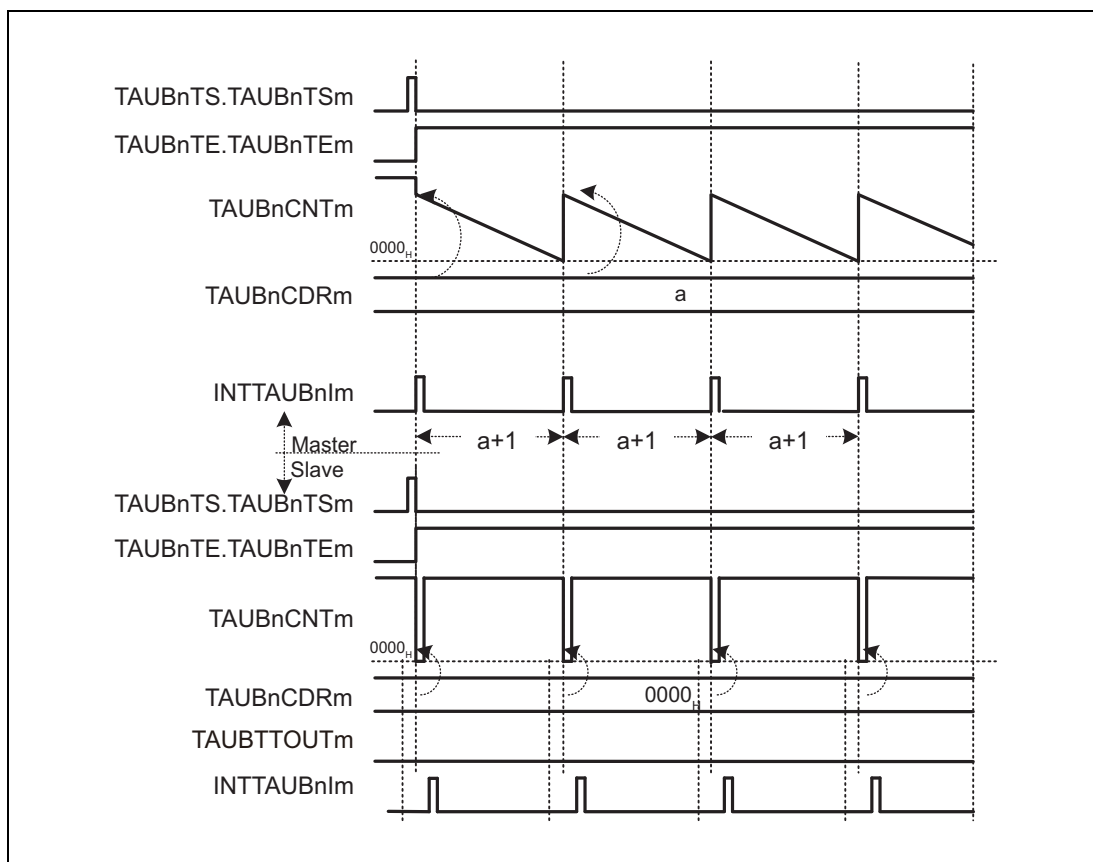 TAUBnTS.TAUBnTSm
TAUBnTE.TAUBnTEm
TAUBnCNTm
0000H
TAUBnCDRm
a
INTTAUBnIm
a+1 a+1 a+1
Master
Slave
TAUBnTS.TAUBnTSm
TAUBnTE.TAUBnTEm
TAUBnCNTm
0000H
TAUBnCDRm
0000H
TAUBTTOUTm
INTTAUBnIm